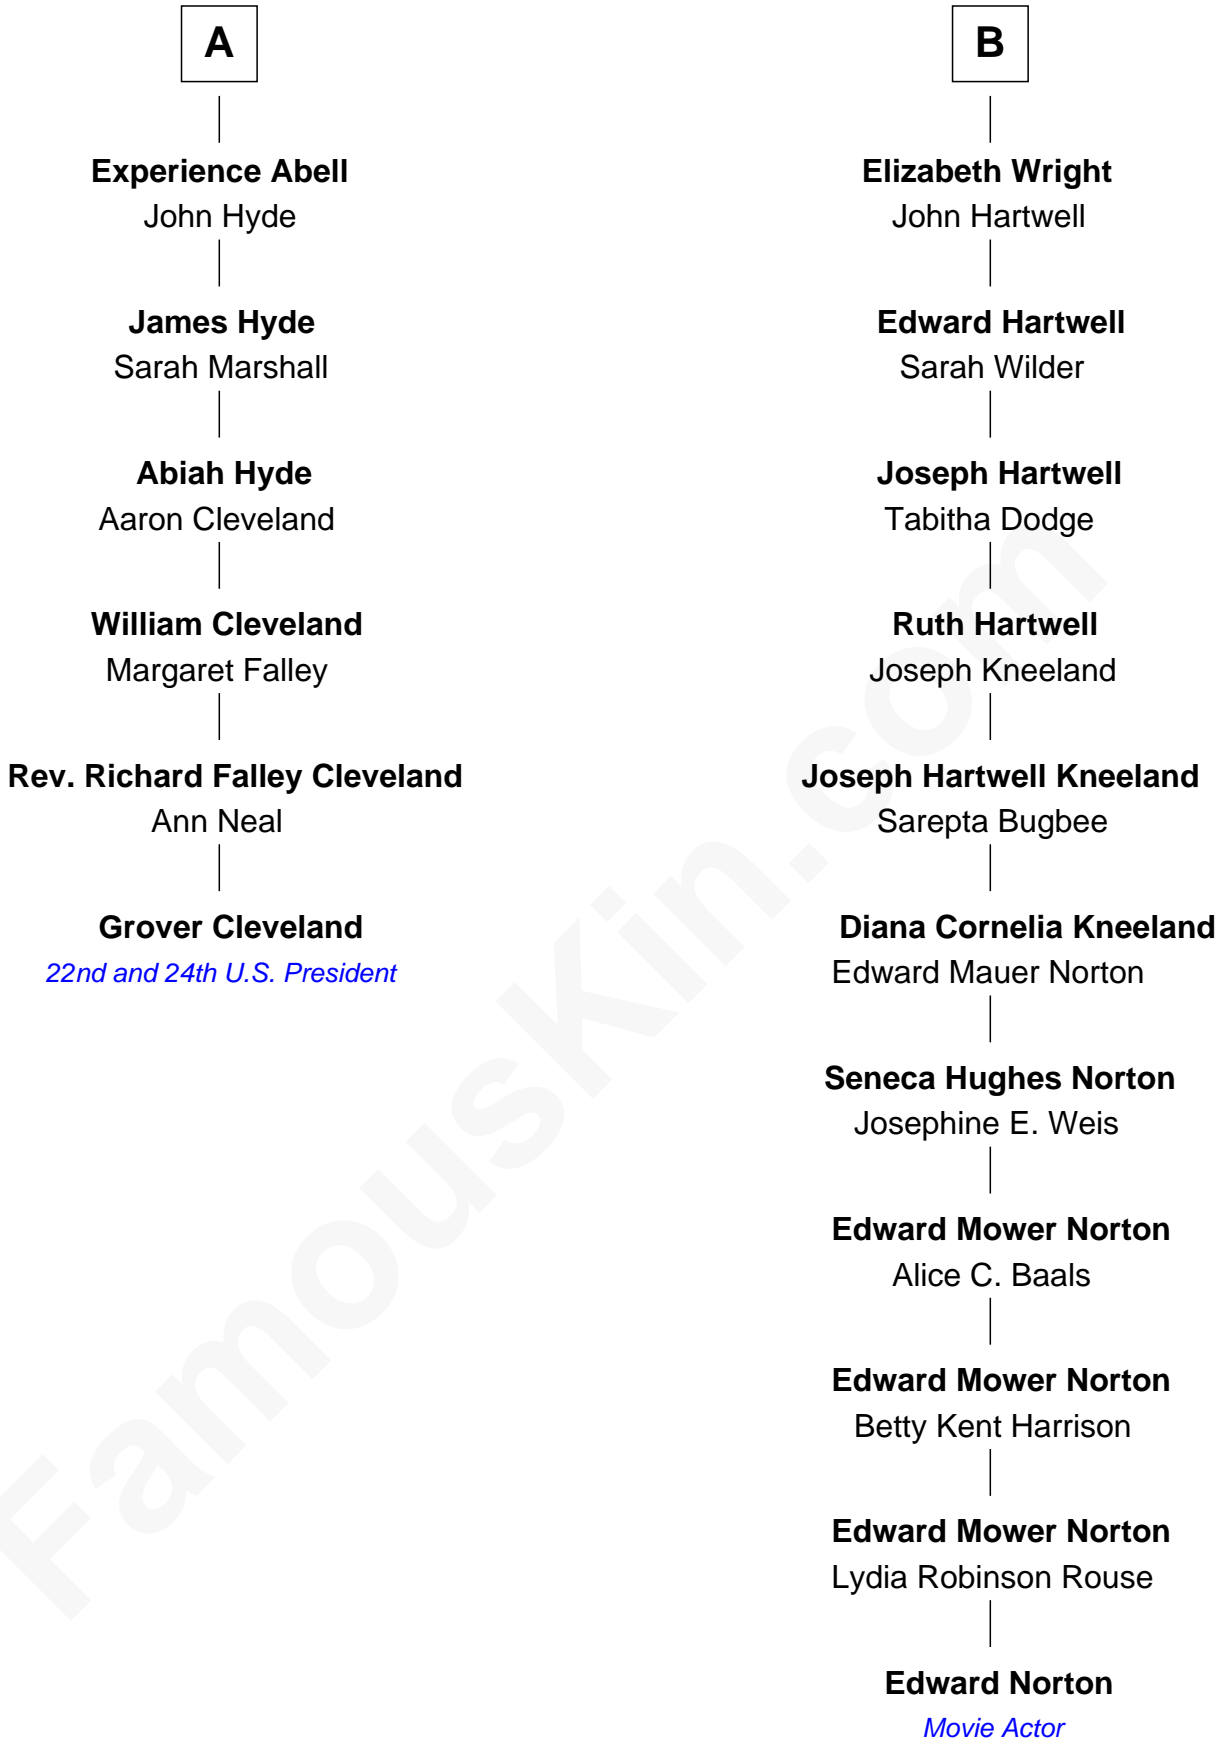 A
Experience Abell
John Hyde
James Hyde
Sarah Marshall
Abiah Hyde
Aaron Cleveland
William Cleveland
Margaret Falley
Rev. Richard Falley Cleveland
Ann Neal
Grover Cleveland
22nd and 24th U.S. President
B
Elizabeth Wright
John Hartwell
Edward Hartwell
Sarah Wilder
Joseph Hartwell
Tabitha Dodge
Ruth Hartwell
Joseph Kneeland
Joseph Hartwell Kneeland
Sarepta Bugbee
Diana Cornelia Kneeland
Edward Mauer Norton
Seneca Hughes Norton
Josephine E. Weis
Edward Mower Norton
Alice C. Baals
Edward Mower Norton
Betty Kent Harrison
Edward Mower Norton
Lydia Robinson Rouse
Edward Norton
Movie Actor
FamousKin.com